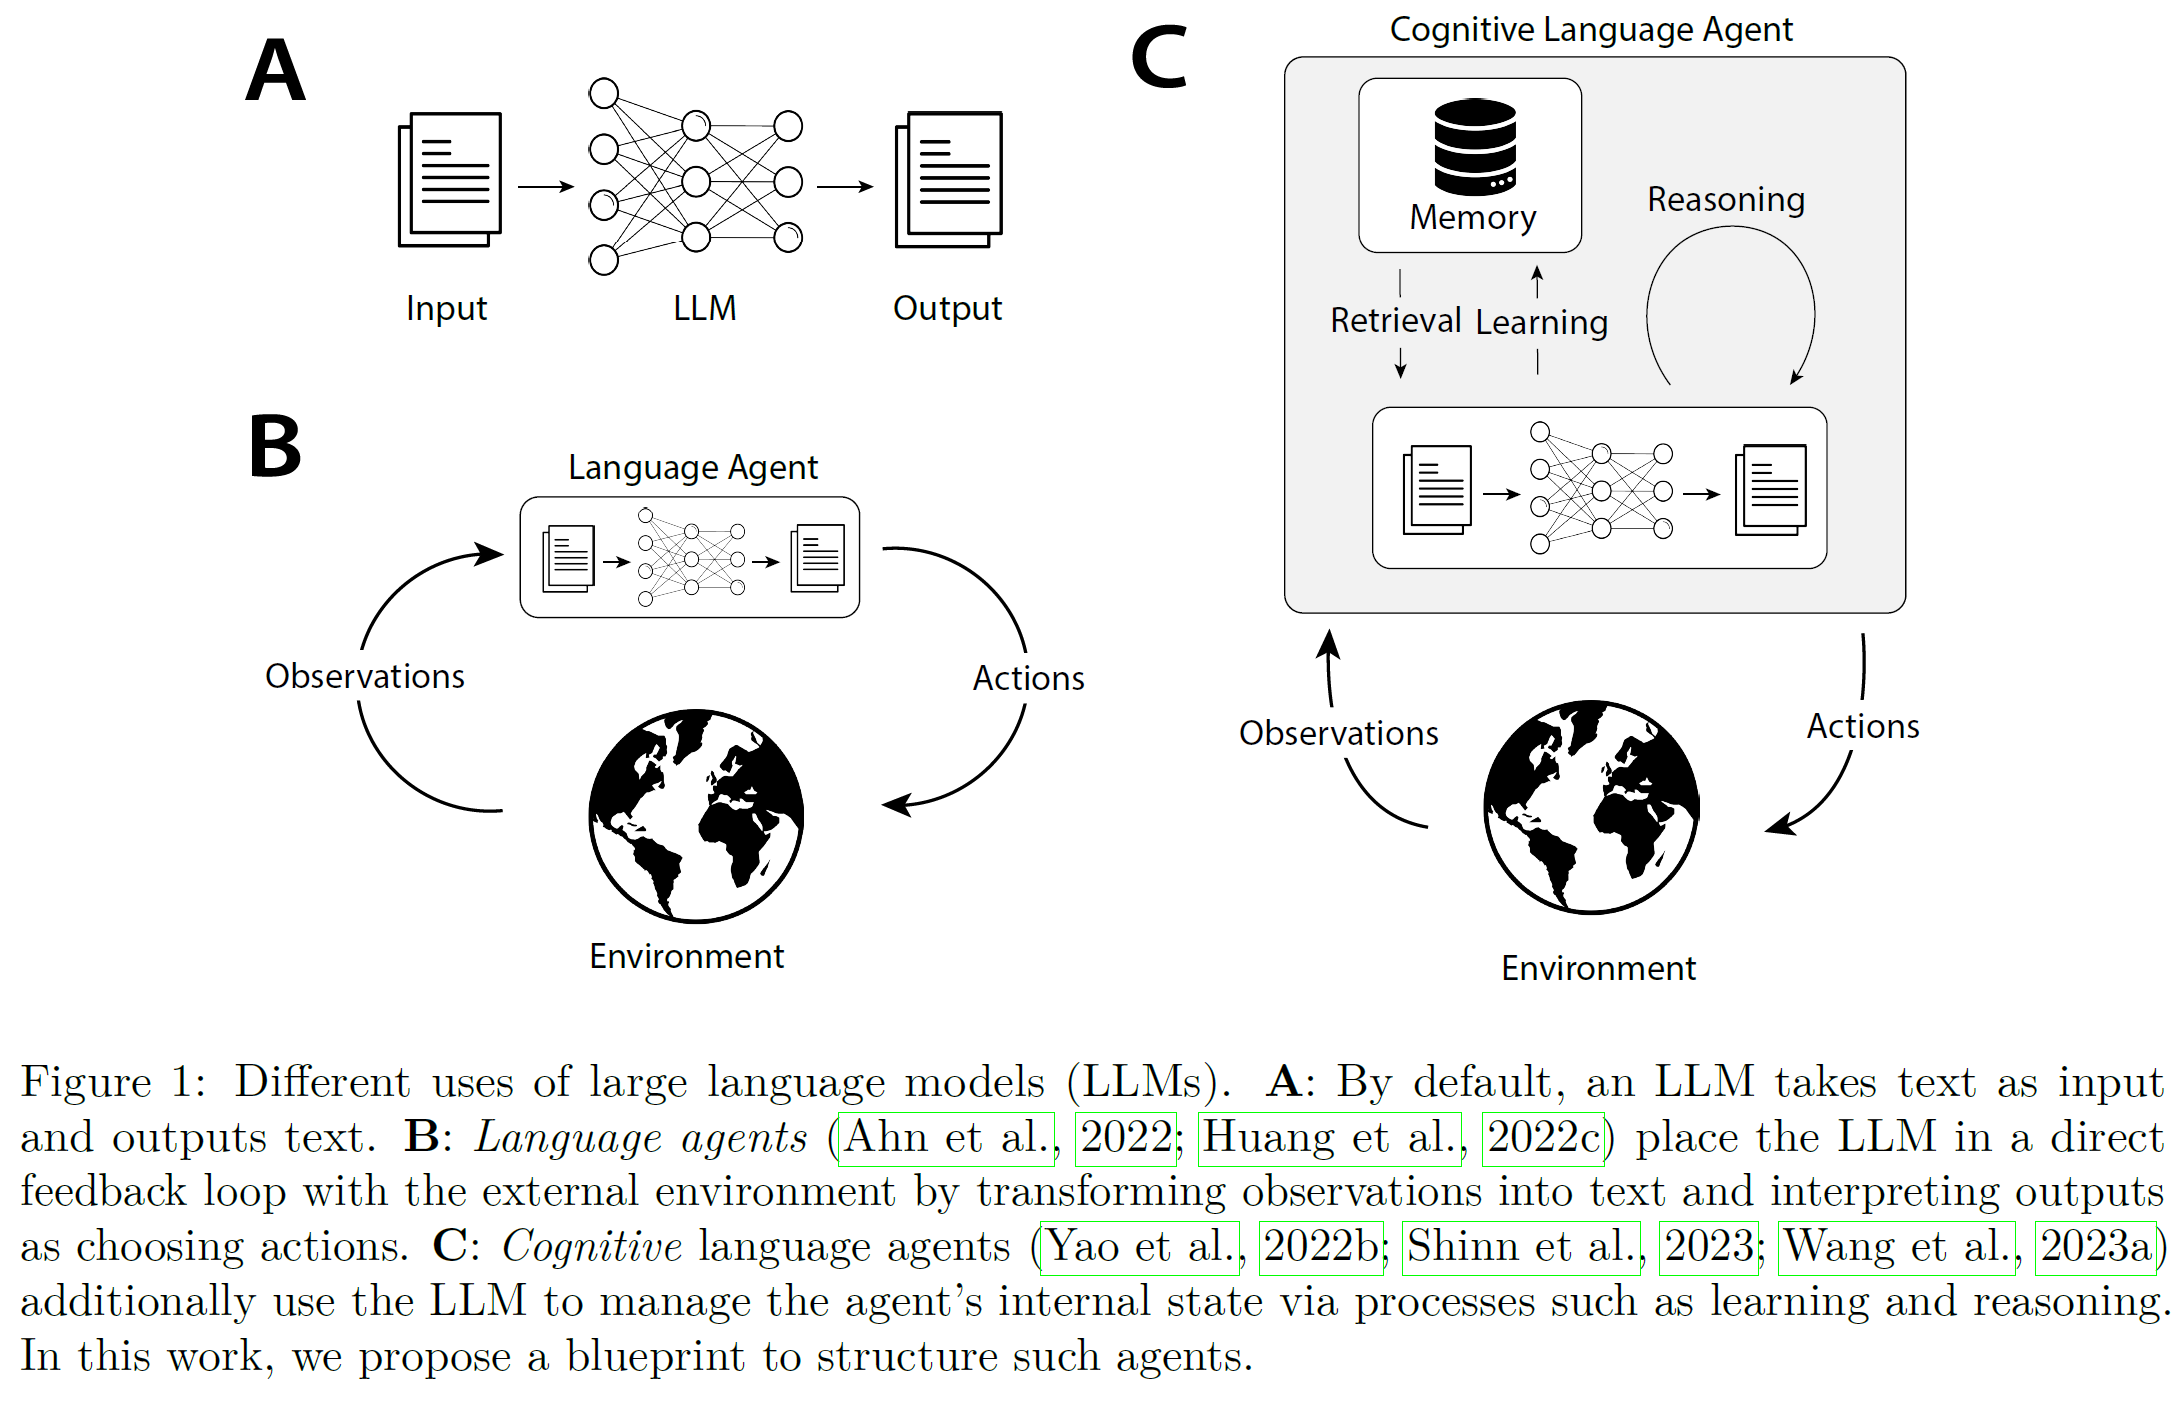 A
Input
LLM
Output
B
Language Agent
Observations
Actions
Environment
C
Cognitive Language Agent
Memory
Reasoning
Retrieval
Learning
Observations
Actions
Environment
Figure 1: Different uses of large language models (LLMs). A: By default, an LLM takes text as input
and outputs text. B: Language agents (Ahn et al., 2022; Huang et al., 2022c) place the LLM in a direct
feedback loop with the external environment by transforming observations into text and interpreting outputs
as choosing actions. C: Cognitive language agents (Yao et al., 2022b; Shinn et al., 2023; Wang et al., 2023a)
additionally use the LLM to manage the agent's internal state via processes such as learning and reasoning.
In this work, we propose a blueprint to structure such agents.